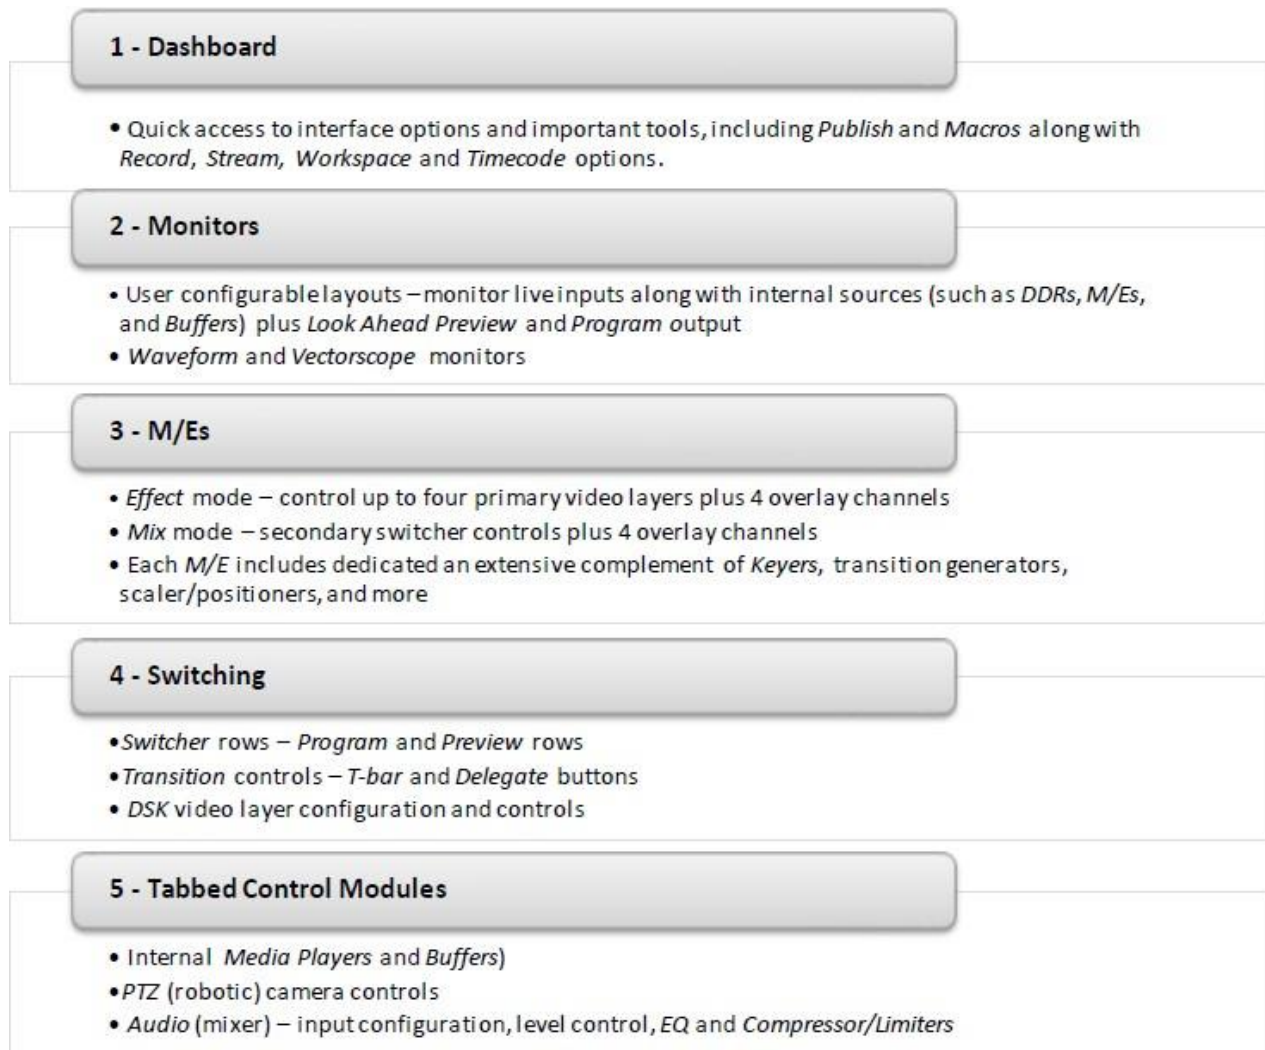 1 - Dashboard
• Quick access to interface options and important tools, including Publish and Macros along with
Record, Stream, Workspace and Timecode options.
2 - Monitors
• User configurable layouts – monitor live inputs along with internal sources (such as DDRs, M/Es,
and Buffers) plus Look Ahead Preview and Program output
• Waveform and Vectorscope monitors
3 - M/Es
• Effect mode – control up to four primary video layers plus 4 overlay channels
• Mix mode – secondary switcher controls plus 4 overlay channels
• Each M/E includes dedicated an extensive complement of Keyers, transition generators,
scaler/positioners, and more
4 - Switching
• Switcher rows – Program and Preview rows
• Transition controls – T-bar and Delegate buttons
• DSK video layer configuration and controls
5 - Tabbed Control Modules
• Internal Media Players and Buffers)
• PTZ (robotic) camera controls
• Audio (mixer) – input configuration, level control, EQ and Compressor/Limiters